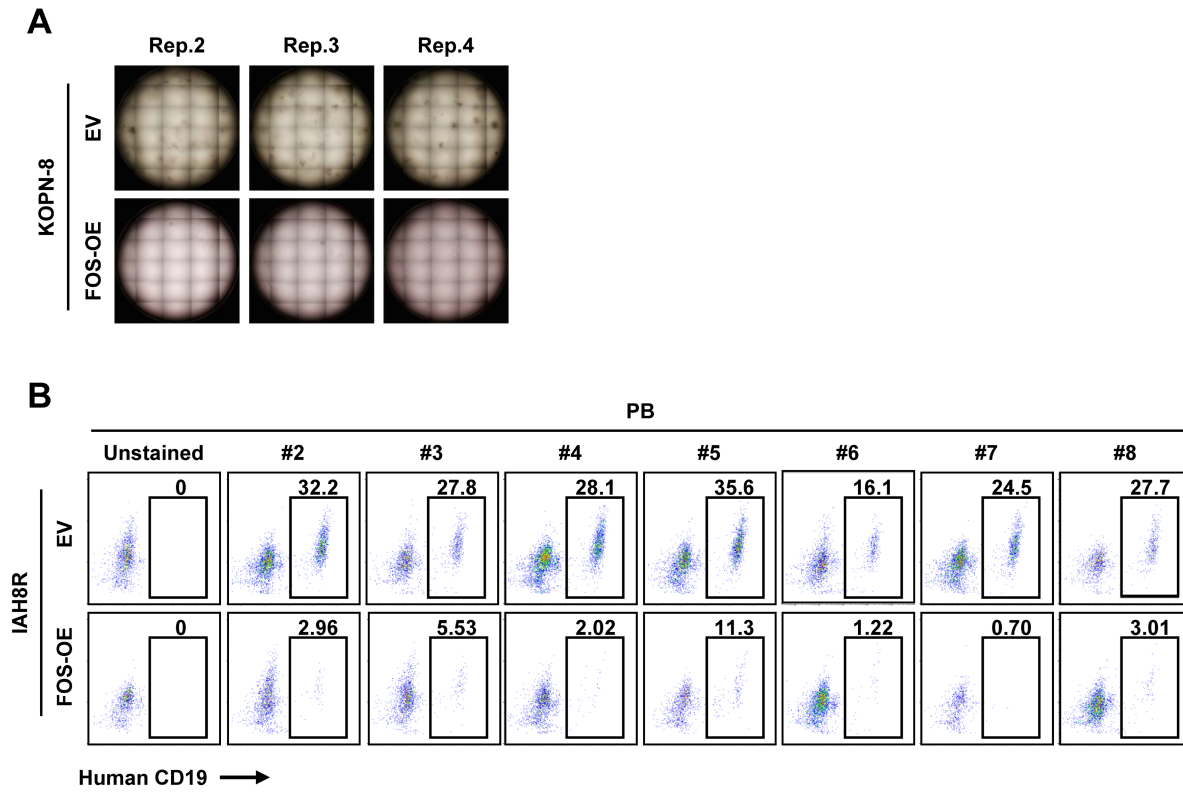 A
Rep.2 Rep.3 Rep.4
KOPN-8
EV
FOS-OE
B
PB
Unstained #2 #3 #4 #5 #6 #7 #8
IAH8R
EV
0 32.2 27.8 28.1 35.6 16.1 24.5 27.7
FOS-OE
0 2.96 5.53 2.02 11.3 1.22 0.70 3.01
Human CD19